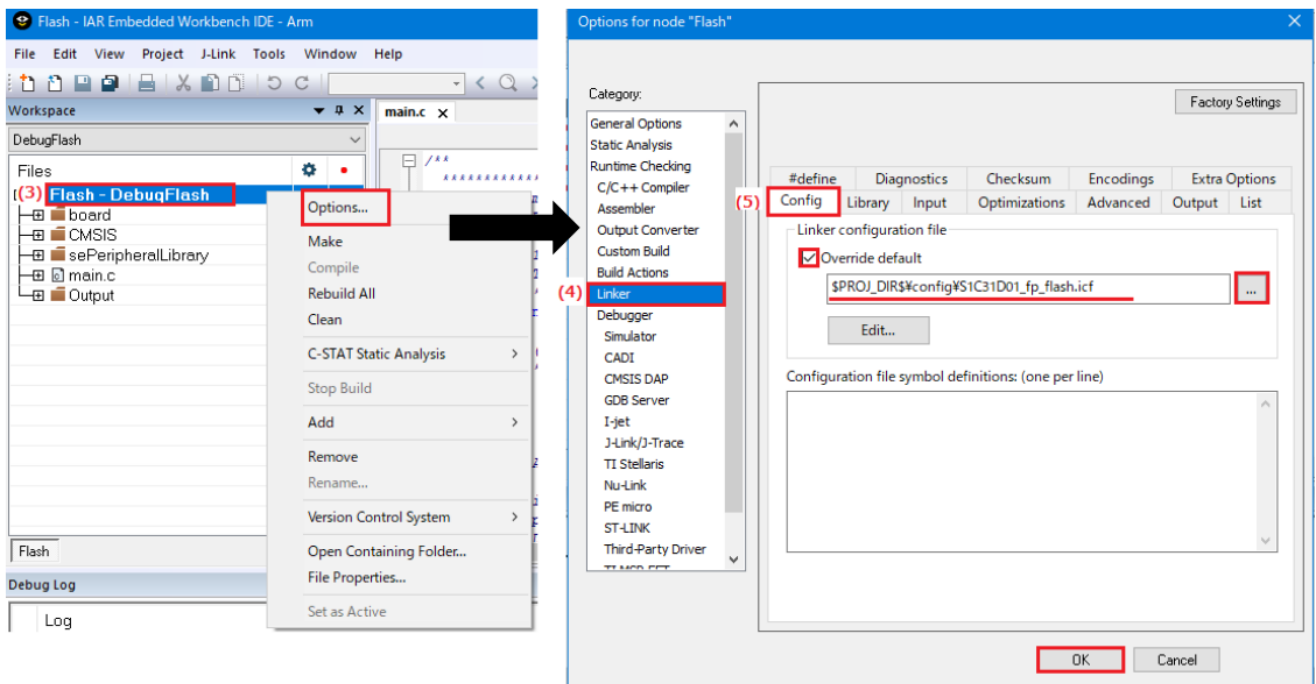 Flash - IAR Embedded Workbench IDE - Arm
File Edit View Project J-Link Tools Window Help
Workspace
main.c
DebugFlash
Files
/**
(3) Flash - DebugFlash
board
CMSIS
sePeripheralLibrary
main.c
Output
Flash
Debug Log
Log
Options...
Make
Compile
Rebuild All
Clean
C-STAT Static Analysis
Stop Build
Add
Remove
Rename...
Version Control System
Open Containing Folder...
File Properties...
Set as Active
Options for node "Flash"
Category:
General Options
Static Analysis
Runtime Checking
C/C++ Compiler
Assembler
Output Converter
Custom Build
Build Actions
(4) Linker
Debugger
Simulator
CADI
CMSIS DAP
GDB Server
I-jet
J-Link/J-Trace
TI Stellaris
Nu-Link
PE micro
ST-LINK
Third-Party Driver
Factory Settings
#define Diagnostics Checksum Encodings Extra Options
(5) Config Library Input Optimizations Advanced Output List
Linker configuration file
Override default
$PROJ_DIR$¥config¥S1C31D01_fp_flash.icf
...
Edit...
Configuration file symbol definitions: (one per line)
OK Cancel